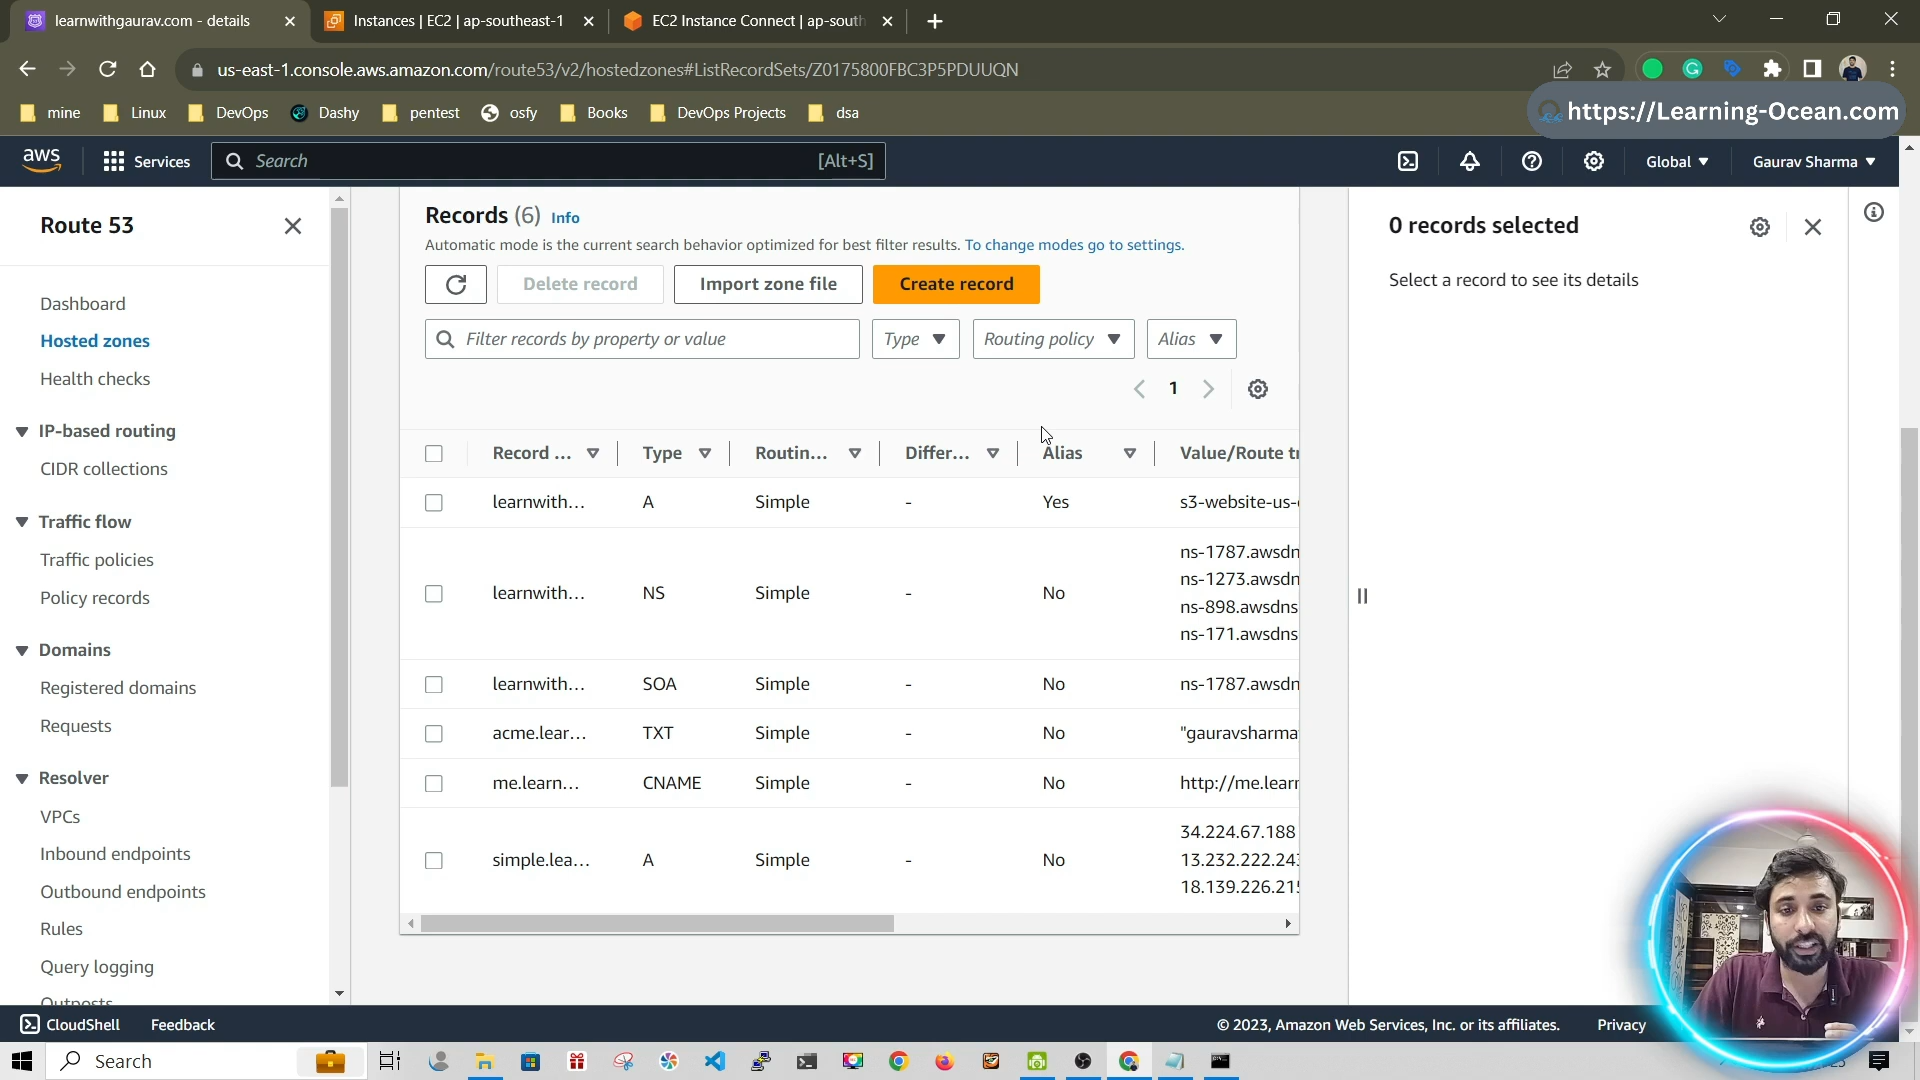 learnwithgaurav.com - details
Instances | EC2 | ap-southeast-1
EC2 Instance Connect | ap-south
us-east-1.console.aws.amazon.com/route53/v2/hostedzones#ListRecordSets/Z0175800FBC3P5PDUUQN
mine
Linux
DevOps
Dashy
pentest
osfy
Books
DevOps Projects
dsa
https://Learning-Ocean.com
aws
Services
Search
[Alt+S]
Global
Gaurav Sharma
Route 53
Dashboard
Hosted zones
Health checks
IP-based routing
CIDR collections
Traffic flow
Traffic policies
Policy records
Domains
Registered domains
Requests
Resolver
VPCs
Inbound endpoints
Outbound endpoints
Rules
Query logging
Outposts
Records (6) Info
Automatic mode is the current search behavior optimized for best filter results. To change modes go to settings.
Delete record
Import zone file
Create record
Filter records by property or value
Type
Routing policy
Alias
1
Record ... Type Routin... Differ... Alias Value/Route tr
learnwith... A Simple - Yes s3-website-us-
learnwith... NS Simple - No
ns-1787.awsdn
ns-1273.awsdn
ns-898.awsdns
ns-171.awsdns
learnwith... SOA Simple - No ns-1787.awsdn
acme.lear... TXT Simple - No "gauravsharma
me.learn... CNAME Simple - No http://me.learn
simple.lea... A Simple - No
34.224.67.188
13.232.222.243
18.139.226.215
0 records selected
Select a record to see its details
CloudShell
Feedback
© 2023, Amazon Web Services, Inc. or its affiliates.
Privacy
Search